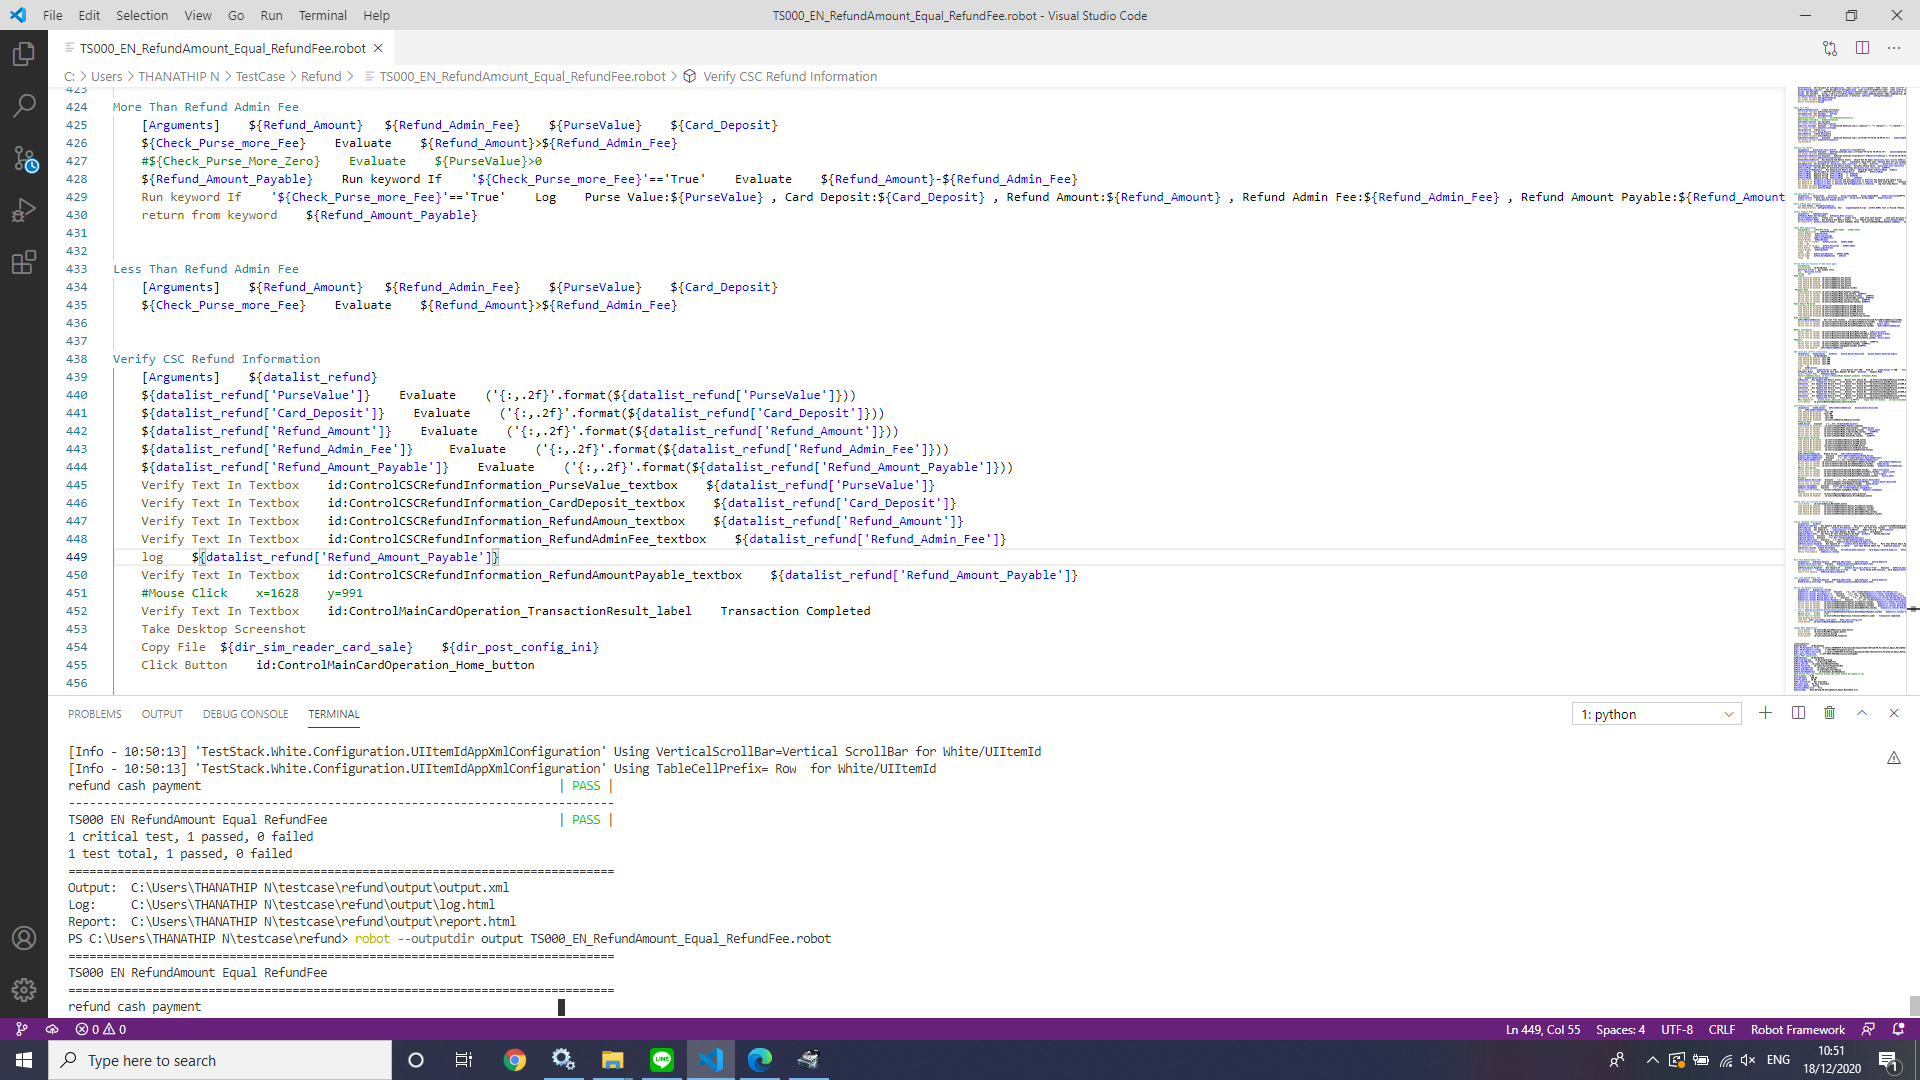 File Edit Selection View Go Run Terminal Help
TS000_EN_RefundAmount_Equal_RefundFee.robot - Visual Studio Code
TS000_EN_RefundAmount_Equal_RefundFee.robot
C: > Users > THANATHIP N > TestCase > Refund > TS000_EN_RefundAmount_Equal_RefundFee.robot > Verify CSC Refund Information
423
424 More Than Refund Admin Fee
425 [Arguments] ${Refund_Amount} ${Refund_Admin_Fee} ${PurseValue} ${Card_Deposit}
426 ${Check_Purse_more_Fee} Evaluate ${Refund_Amount}>${Refund_Admin_Fee}
427 #${Check_Purse_More_Zero} Evaluate ${PurseValue}>0
428 ${Refund_Amount_Payable} Run keyword If '${Check_Purse_more_Fee}'=='True' Evaluate ${Refund_Amount}-${Refund_Admin_Fee}
429 Run keyword If '${Check_Purse_more_Fee}'=='True' Log Purse Value:${PurseValue} , Card Deposit:${Card_Deposit} , Refund Amount:${Refund_Amount} , Refund Admin Fee:${Refund_Admin_Fee} , Refund Amount Payable:${Refund_Amount
430 return from keyword ${Refund_Amount_Payable}
431
432
433 Less Than Refund Admin Fee
434 [Arguments] ${Refund_Amount} ${Refund_Admin_Fee} ${PurseValue} ${Card_Deposit}
435 ${Check_Purse_more_Fee} Evaluate ${Refund_Amount}>${Refund_Admin_Fee}
436
437
438 Verify CSC Refund Information
439 [Arguments] ${datalist_refund}
440 ${datalist_refund['PurseValue']} Evaluate ('{:,.2f}'.format(${datalist_refund['PurseValue']}))
441 ${datalist_refund['Card_Deposit']} Evaluate ('{:,.2f}'.format(${datalist_refund['Card_Deposit']}))
442 ${datalist_refund['Refund_Amount']} Evaluate ('{:,.2f}'.format(${datalist_refund['Refund_Amount']}))
443 ${datalist_refund['Refund_Admin_Fee']} Evaluate ('{:,.2f}'.format(${datalist_refund['Refund_Admin_Fee']}))
444 ${datalist_refund['Refund_Amount_Payable']} Evaluate ('{:,.2f}'.format(${datalist_refund['Refund_Amount_Payable']}))
445 Verify Text In Textbox id:ControlCSCRefundInformation_PurseValue_textbox ${datalist_refund['PurseValue']}
446 Verify Text In Textbox id:ControlCSCRefundInformation_CardDeposit_textbox ${datalist_refund['Card_Deposit']}
447 Verify Text In Textbox id:ControlCSCRefundInformation_RefundAmoun_textbox ${datalist_refund['Refund_Amount']}
448 Verify Text In Textbox id:ControlCSCRefundInformation_RefundAdminFee_textbox ${datalist_refund['Refund_Admin_Fee']}
449 log ${datalist_refund['Refund_Amount_Payable']}
450 Verify Text In Textbox id:ControlCSCRefundInformation_RefundAmountPayable_textbox ${datalist_refund['Refund_Amount_Payable']}
451 #Mouse Click x=1628 y=991
452 Verify Text In Textbox id:ControlMainCardOperation_TransactionResult_label Transaction Completed
453 Take Desktop Screenshot
454 Copy File ${dir_sim_reader_card_sale} ${dir_post_config_ini}
455 Click Button id:ControlMainCardOperation_Home_button
456
PROBLEMS OUTPUT DEBUG CONSOLE TERMINAL
1: python
[Info - 10:50:13] 'TestStack.White.Configuration.UIItemIdAppXmlConfiguration' Using VerticalScrollBar=Vertical ScrollBar for White/UIItemId
[Info - 10:50:13] 'TestStack.White.Configuration.UIItemIdAppXmlConfiguration' Using TableCellPrefix= Row  for White/UIItemId
refund cash payment | PASS |
------------------------------------------------------------------------------
TS000 EN RefundAmount Equal RefundFee | PASS |
1 critical test, 1 passed, 0 failed
1 test total, 1 passed, 0 failed
==============================================================================
Output:  C:\Users\THANATHIP N\testcase\refund\output\output.xml
Log:     C:\Users\THANATHIP N\testcase\refund\output\log.html
Report:  C:\Users\THANATHIP N\testcase\refund\output\report.html
PS C:\Users\THANATHIP N\testcase\refund> robot --outputdir output TS000_EN_RefundAmount_Equal_RefundFee.robot
==============================================================================
TS000 EN RefundAmount Equal RefundFee
==============================================================================
refund cash payment
0 0
Ln 449, Col 55 Spaces: 4 UTF-8 CRLF Robot Framework
Type here to search
ENG
10:51
18/12/2020
1